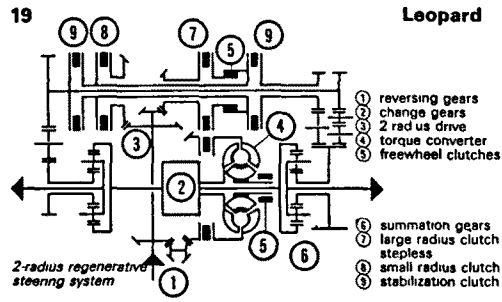 19
Leopard
9
8
7
5
9
① reversing gears
② change gears
③ 2 rad us drive
④ torque converter
⑤ freewheel clutches
3
4
2
⑥ summation gears
⑦ large radius clutch
stepless
⑧ small radius clutch
⑨ stabilization clutch
2-radius regenerative
steering system
1
5
6